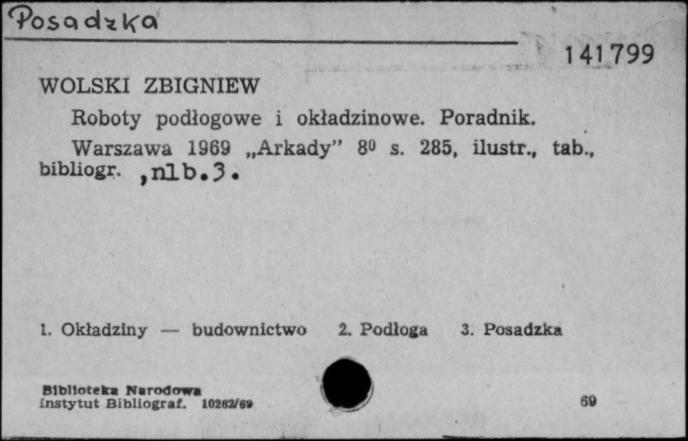 Posadzka
141799
WOLSKI ZBIGNIEW
Roboty podłogowe i okładzinowe. Poradnik.
Warszawa 1969 „Arkady” 8⁰ s. 285, ilustr., tab.,
bibliogr. ,nlb.3.
1. Okładziny — budownictwo 2. Podłoga 3. Posadzka
Biblioteka Narodowa
Instytut Bibliograf. 10262/69
69